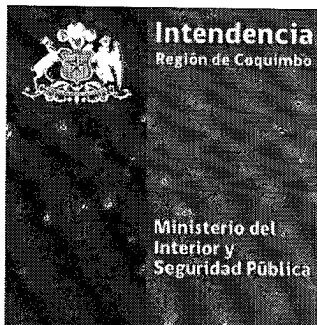 Intendencia
Región de Coquimbo
Ministerio del
Interior y
Seguridad Pública